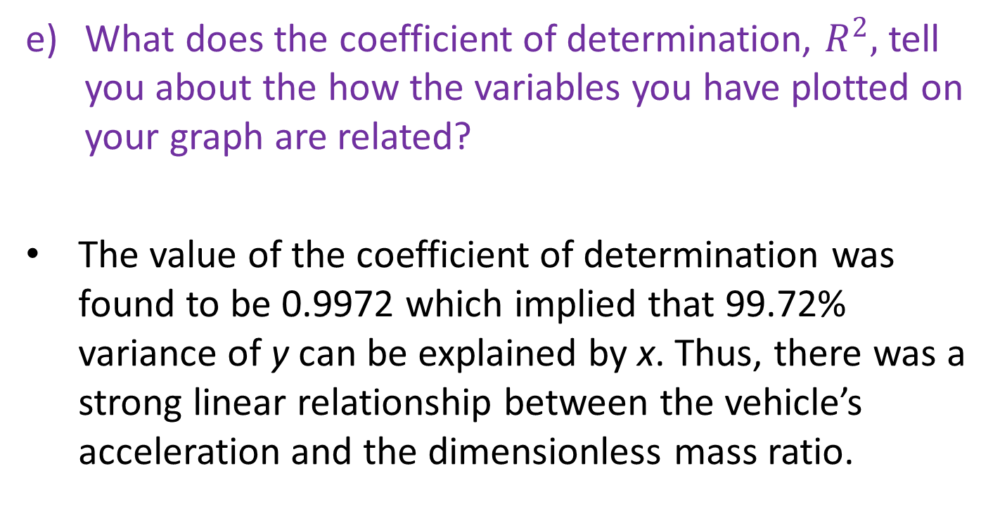 e) What does the coefficient of determination, R², tell
you about the how the variables you have plotted on
your graph are related?
• The value of the coefficient of determination was
found to be 0.9972 which implied that 99.72%
variance of y can be explained by x. Thus, there was a
strong linear relationship between the vehicle’s
acceleration and the dimensionless mass ratio.